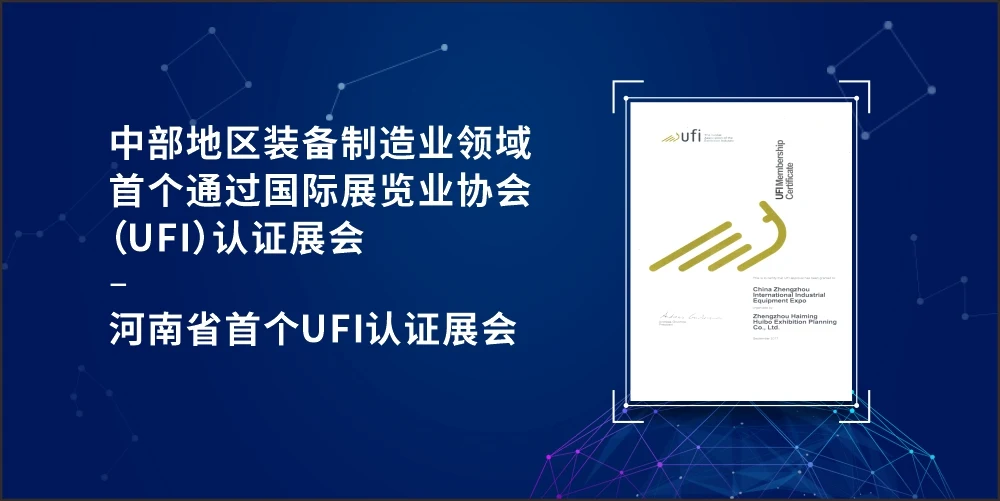 中部地区装备制造业领域
首个通过国际展览业协会
（UFI）认证展会
–
河南省首个UFI认证展会
ufi
UFI Membership
Certificate
China Zhengzhou
International Industrial
Equipment Expo
Zhengzhou Haiming
Huibo Exhibition Planning
Co., Ltd.